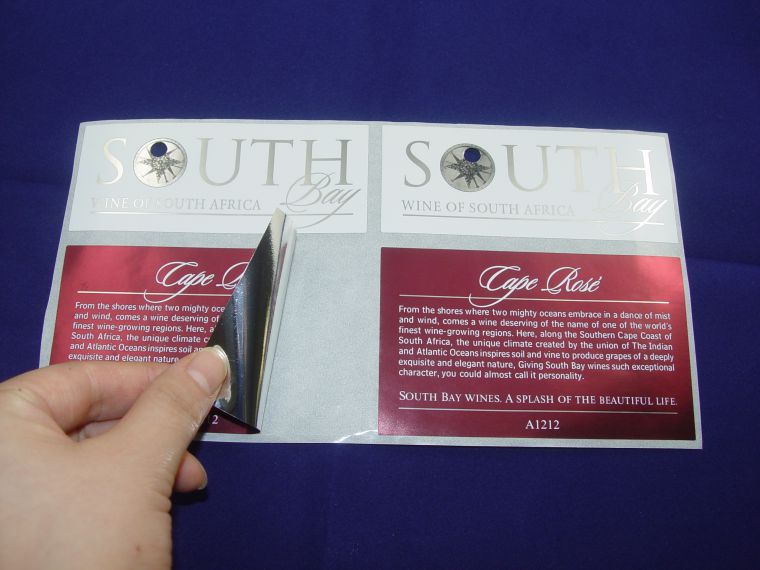 SOUTH
Bay
WINE OF SOUTH AFRICA
SOUTH
Bay
WINE OF SOUTH AFRICA
Cape
From the shores where two mighty oc
and wind, comes a wine deserving of
finest wine-growing regions. Here, a
South Africa, the unique climate c
and Atlantic Oceans inspires soil and
exquisite and elegant nature
2
Cape Rosé
From the shores where two mighty oceans embrace in a dance of mist
and wind, comes a wine deserving of the name of one of the world's
finest wine-growing regions. Here, along the Southern Cape Coast of
South Africa, the unique climate created by the union of The Indian
and Atlantic Oceans inspires soil and vine to produce grapes of a deeply
exquisite and elegant nature, Giving South Bay wines such exceptional
character, you could almost call it personality.
SOUTH BAY WINES. A SPLASH OF THE BEAUTIFUL LIFE.
A1212